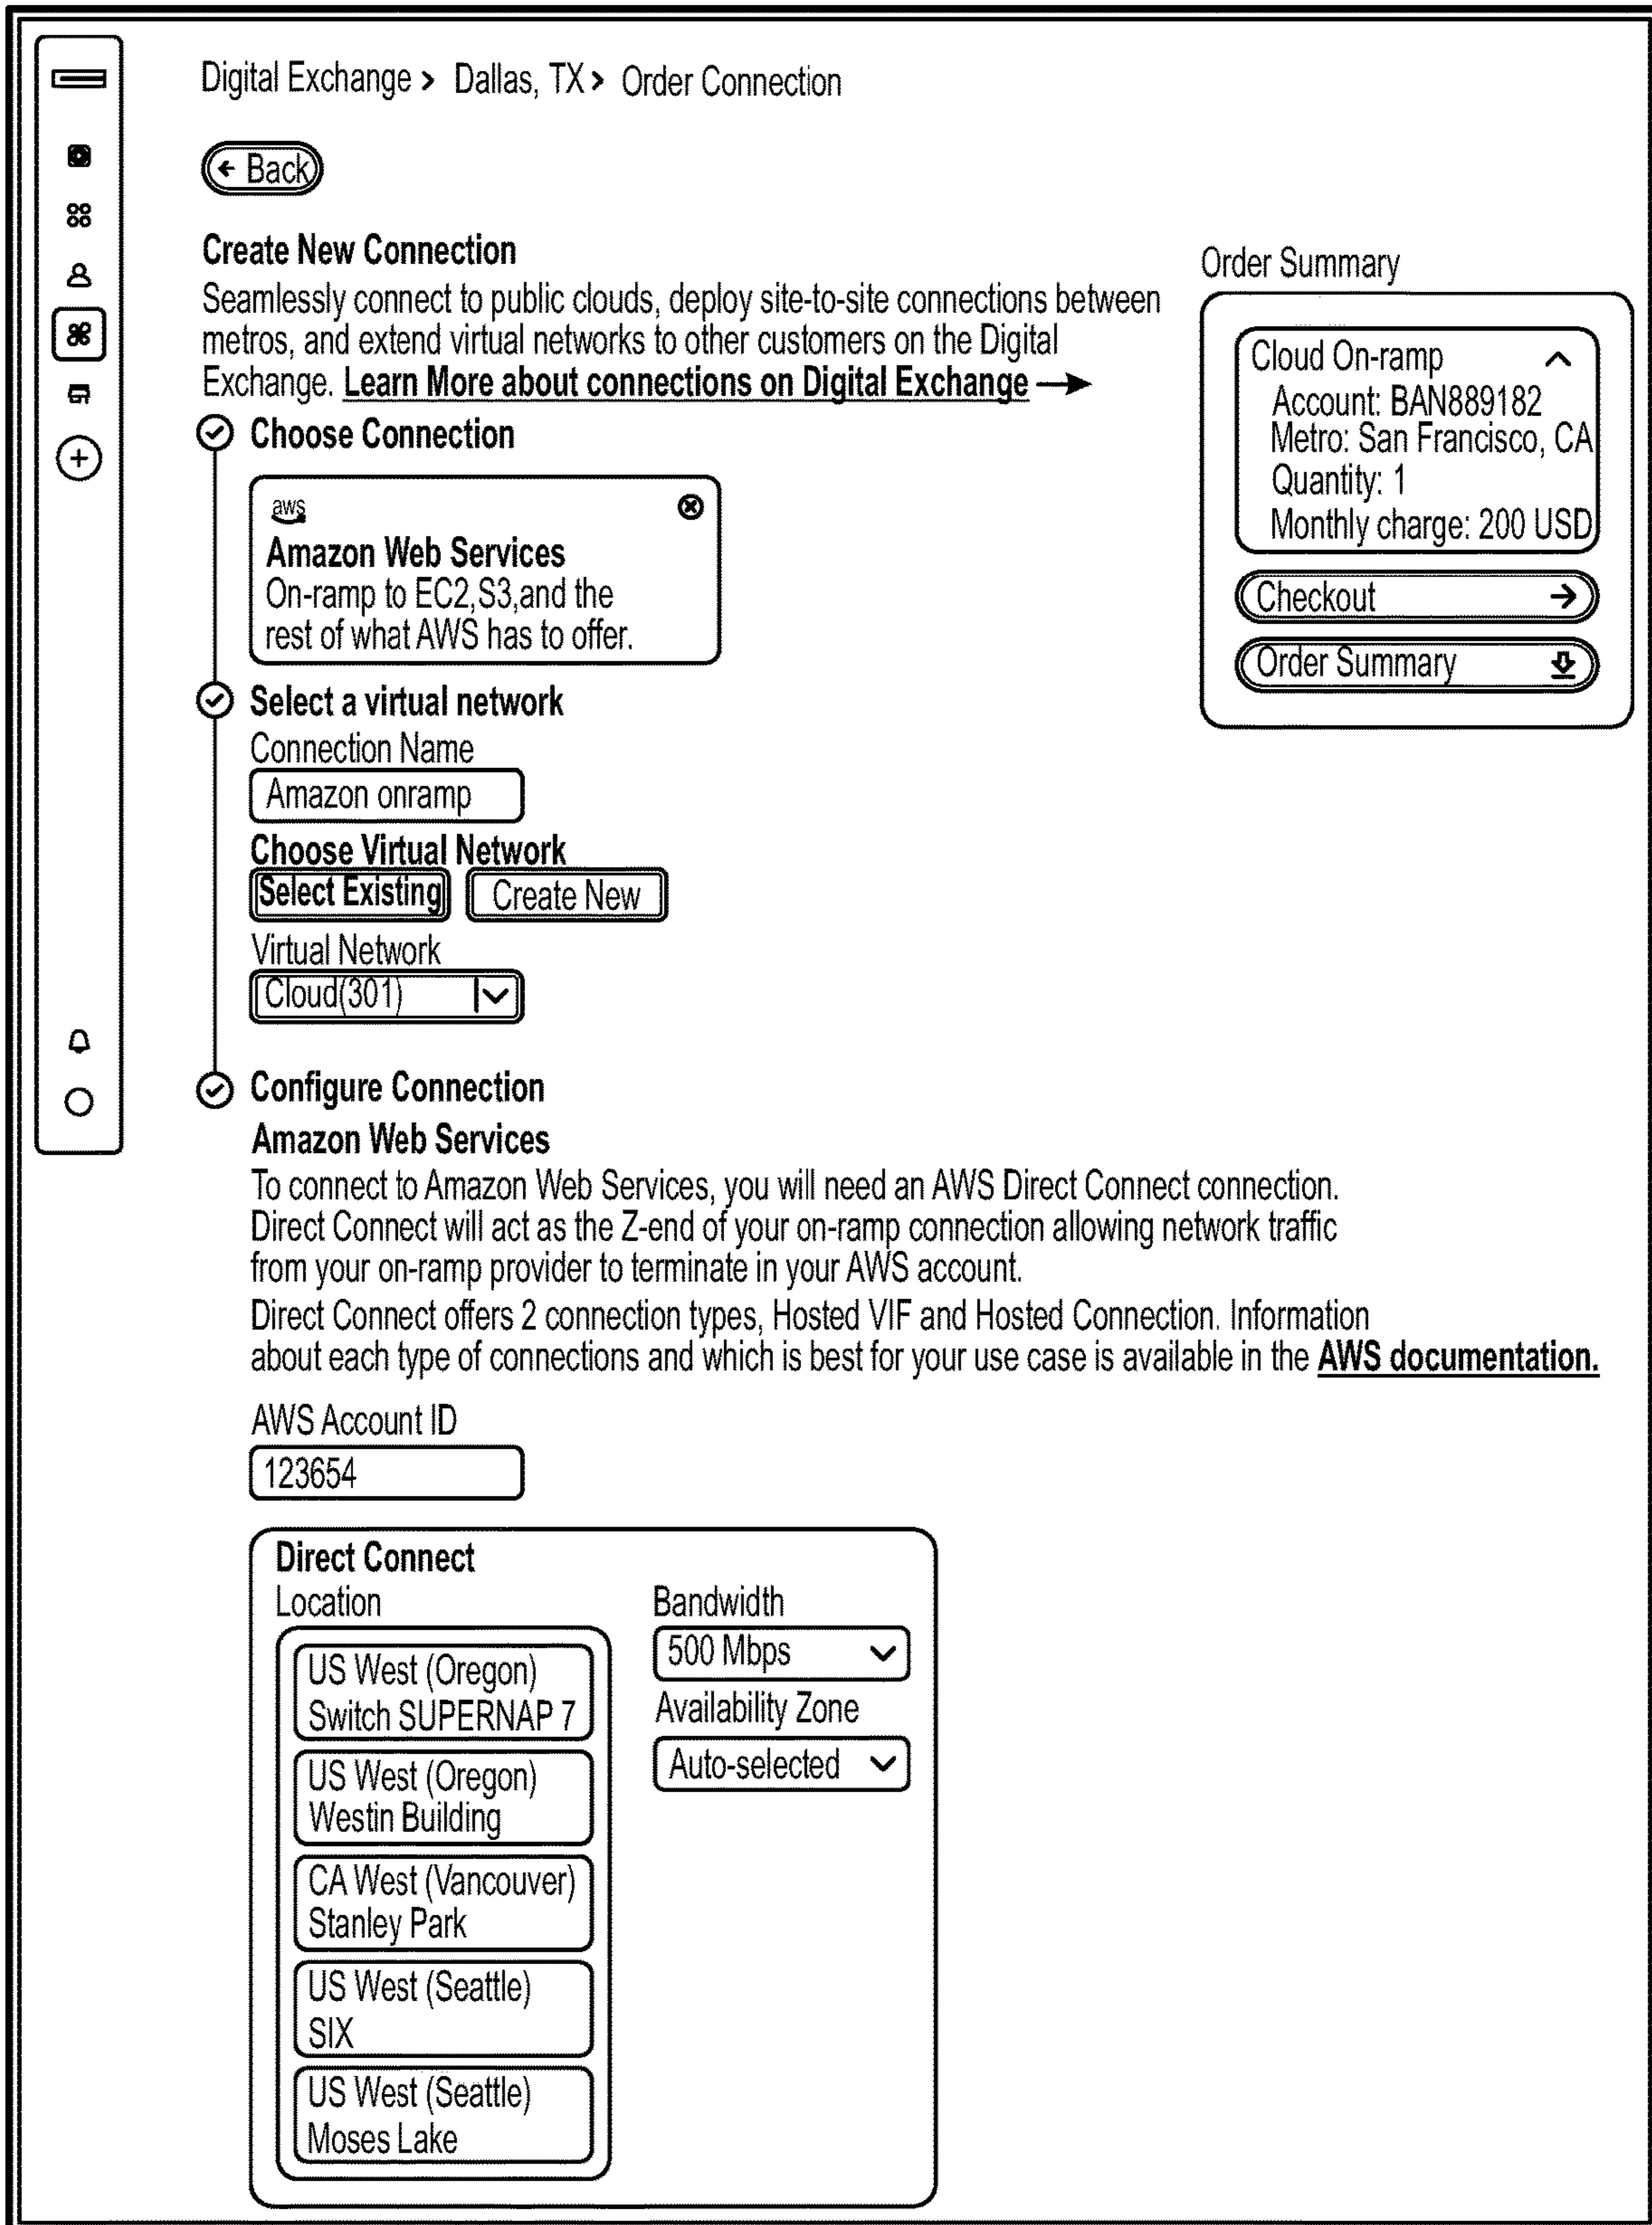 Digital Exchange > Dallas, TX > Order Connection
← Back
Create New Connection
Seamlessly connect to public clouds, deploy site-to-site connections between
metros, and extend virtual networks to other customers on the Digital
Exchange. Learn More about connections on Digital Exchange →
Choose Connection
aws
Amazon Web Services
On-ramp to EC2,S3,and the
rest of what AWS has to offer.
Select a virtual network
Connection Name
Amazon onramp
Choose Virtual Network
Select Existing Create New
Virtual Network
Cloud(301)
Configure Connection
Amazon Web Services
To connect to Amazon Web Services, you will need an AWS Direct Connect connection.
Direct Connect will act as the Z-end of your on-ramp connection allowing network traffic
from your on-ramp provider to terminate in your AWS account.
Direct Connect offers 2 connection types, Hosted VIF and Hosted Connection. Information
about each type of connections and which is best for your use case is available in the AWS documentation.
AWS Account ID
123654
Direct Connect
Location
US West (Oregon)
Switch SUPERNAP 7
US West (Oregon)
Westin Building
CA West (Vancouver)
Stanley Park
US West (Seattle)
SIX
US West (Seattle)
Moses Lake
Bandwidth
500 Mbps
Availability Zone
Auto-selected
Order Summary
Cloud On-ramp
Account: BAN889182
Metro: San Francisco, CA
Quantity: 1
Monthly charge: 200 USD
Checkout →
Order Summary